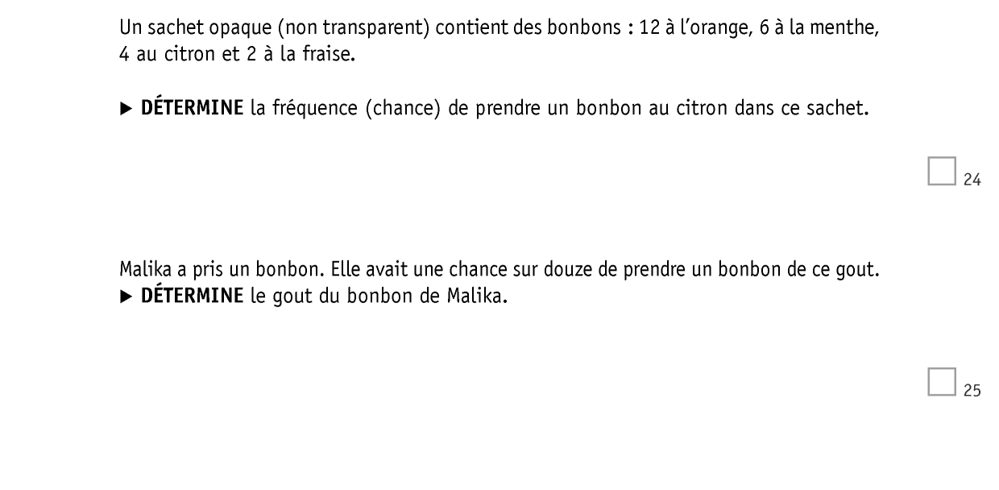 Un sachet opaque (non transparent) contient des bonbons : 12 à l’orange, 6 à la menthe,
4 au citron et 2 à la fraise.
► DÉTERMINE la fréquence (chance) de prendre un bonbon au citron dans ce sachet.
24
Malika a pris un bonbon. Elle avait une chance sur douze de prendre un bonbon de ce gout.
► DÉTERMINE le gout du bonbon de Malika.
25